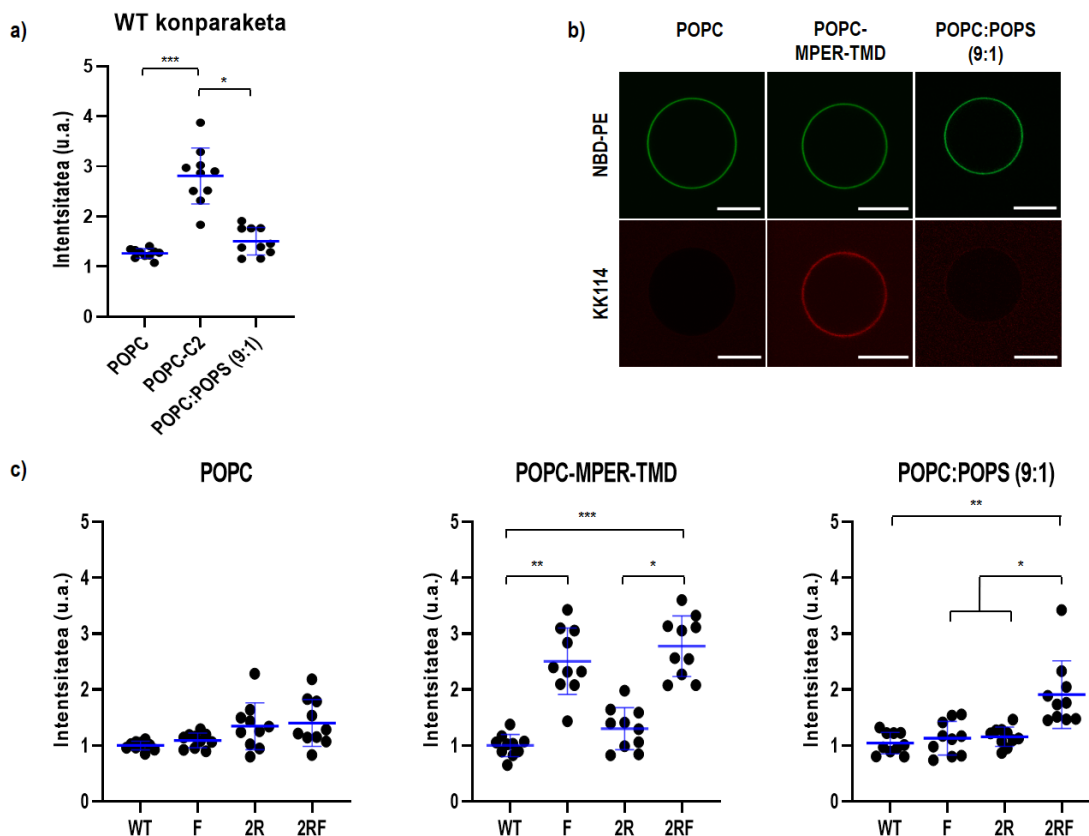 a)
WT konparaketa
***
*
5
4
3
2
1
0
Intentsitatea (u.a.)
POPC
POPC-C2
POPC:POPS (9:1)
b)
POPC
POPC-
MPER-TMD
POPC:POPS
(9:1)
NBD-PE
KK114
c)
POPC
5
4
3
2
1
0
Intentsitatea (u.a.)
WT F 2R 2RF
POPC-MPER-TMD
***
**
*
5
4
3
2
1
0
Intentsitatea (u.a.)
WT F 2R 2RF
POPC:POPS (9:1)
**
*
5
4
3
2
1
0
Intentsitatea (u.a.)
WT F 2R 2RF